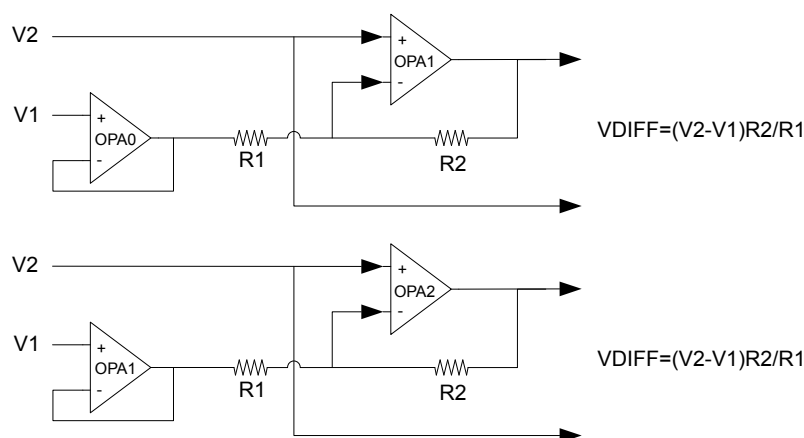 V2
+
OPA1
-
V1
+
OPA0
-
R1
R2
VDIFF=(V2-V1)R2/R1
V2
+
OPA2
-
V1
+
OPA1
-
R1
R2
VDIFF=(V2-V1)R2/R1